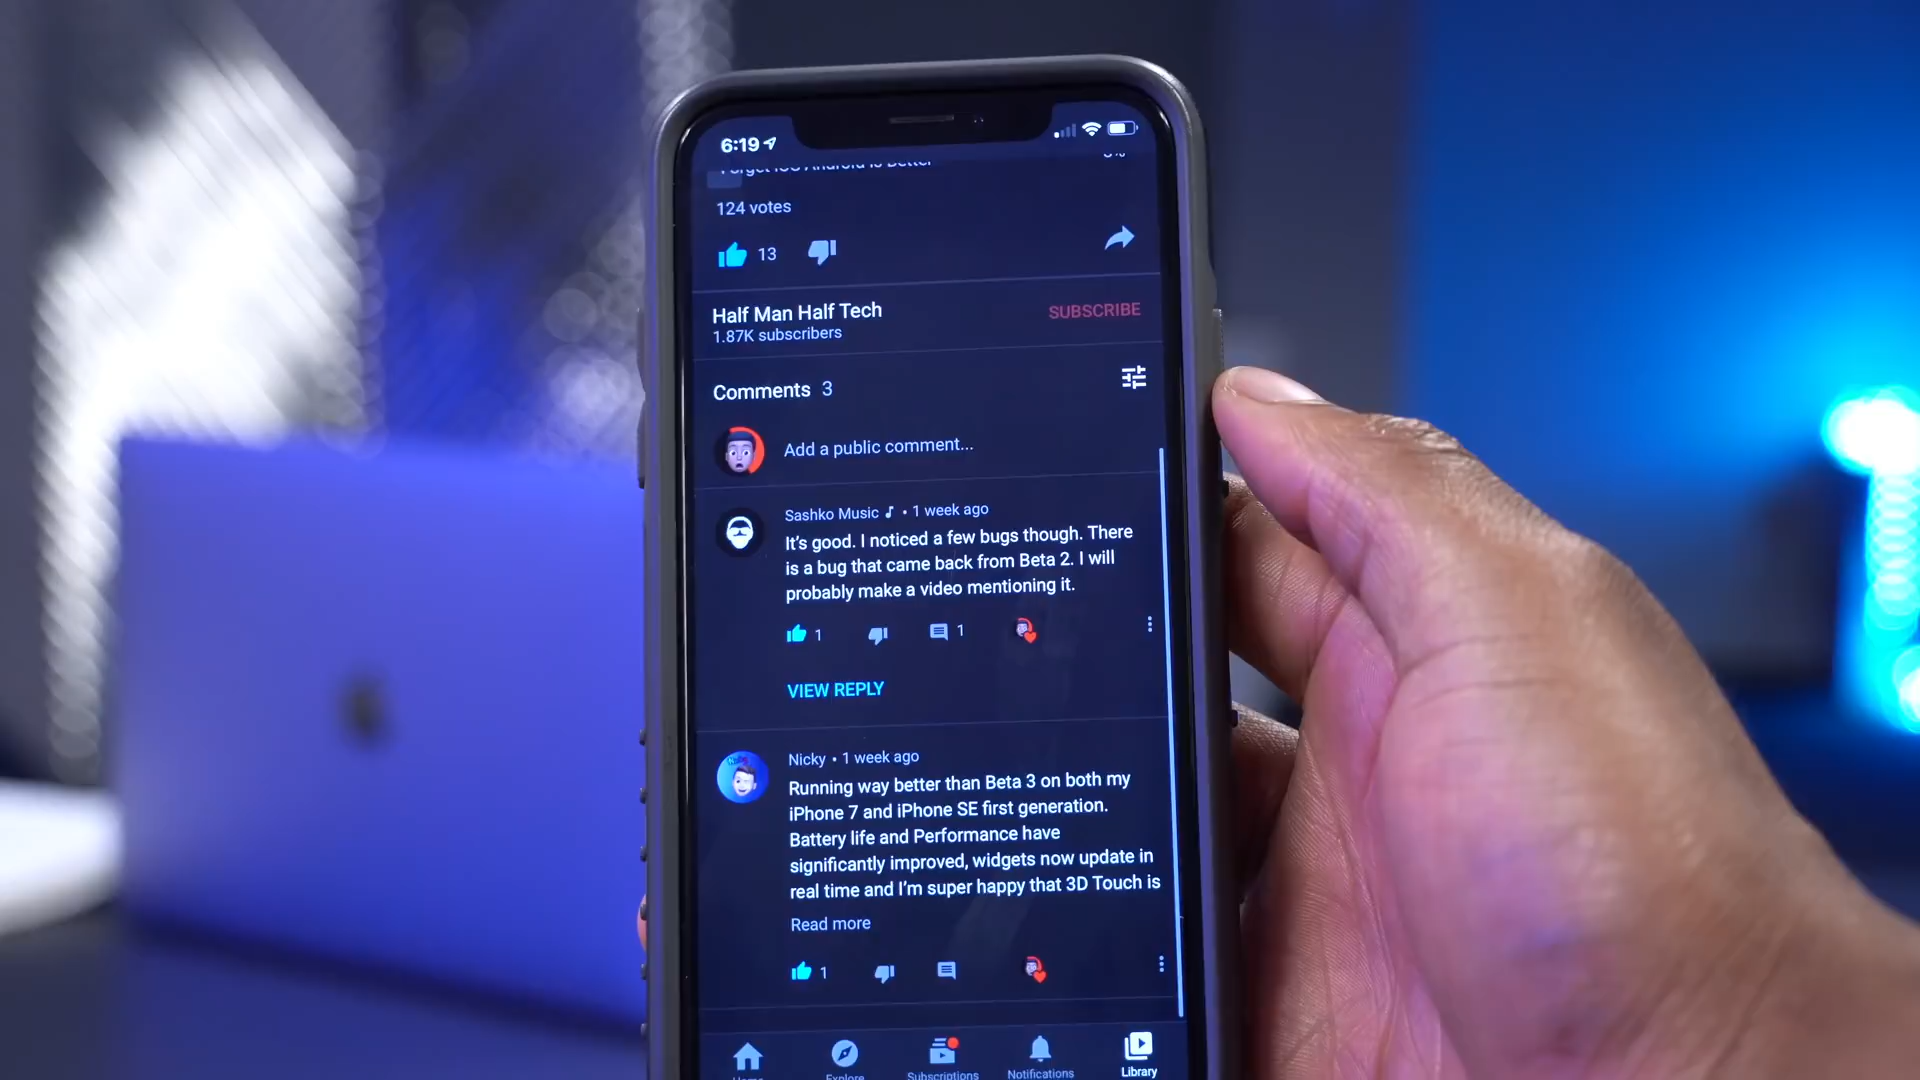 6:19
Forget iOS Android is Better
124 votes
13
Half Man Half Tech
SUBSCRIBE
1.87K subscribers
Comments 3
Add a public comment...
Sashko Music • 1 week ago
It's good. I noticed a few bugs though. There
is a bug that came back from Beta 2. I will
probably make a video mentioning it.
1
1
VIEW REPLY
Nicky • 1 week ago
Running way better than Beta 3 on both my
iPhone 7 and iPhone SE first generation.
Battery life and Performance have
significantly improved, widgets now update in
real time and I'm super happy that 3D Touch is
Read more
1
Explore
Subscriptions
Notifications
Library